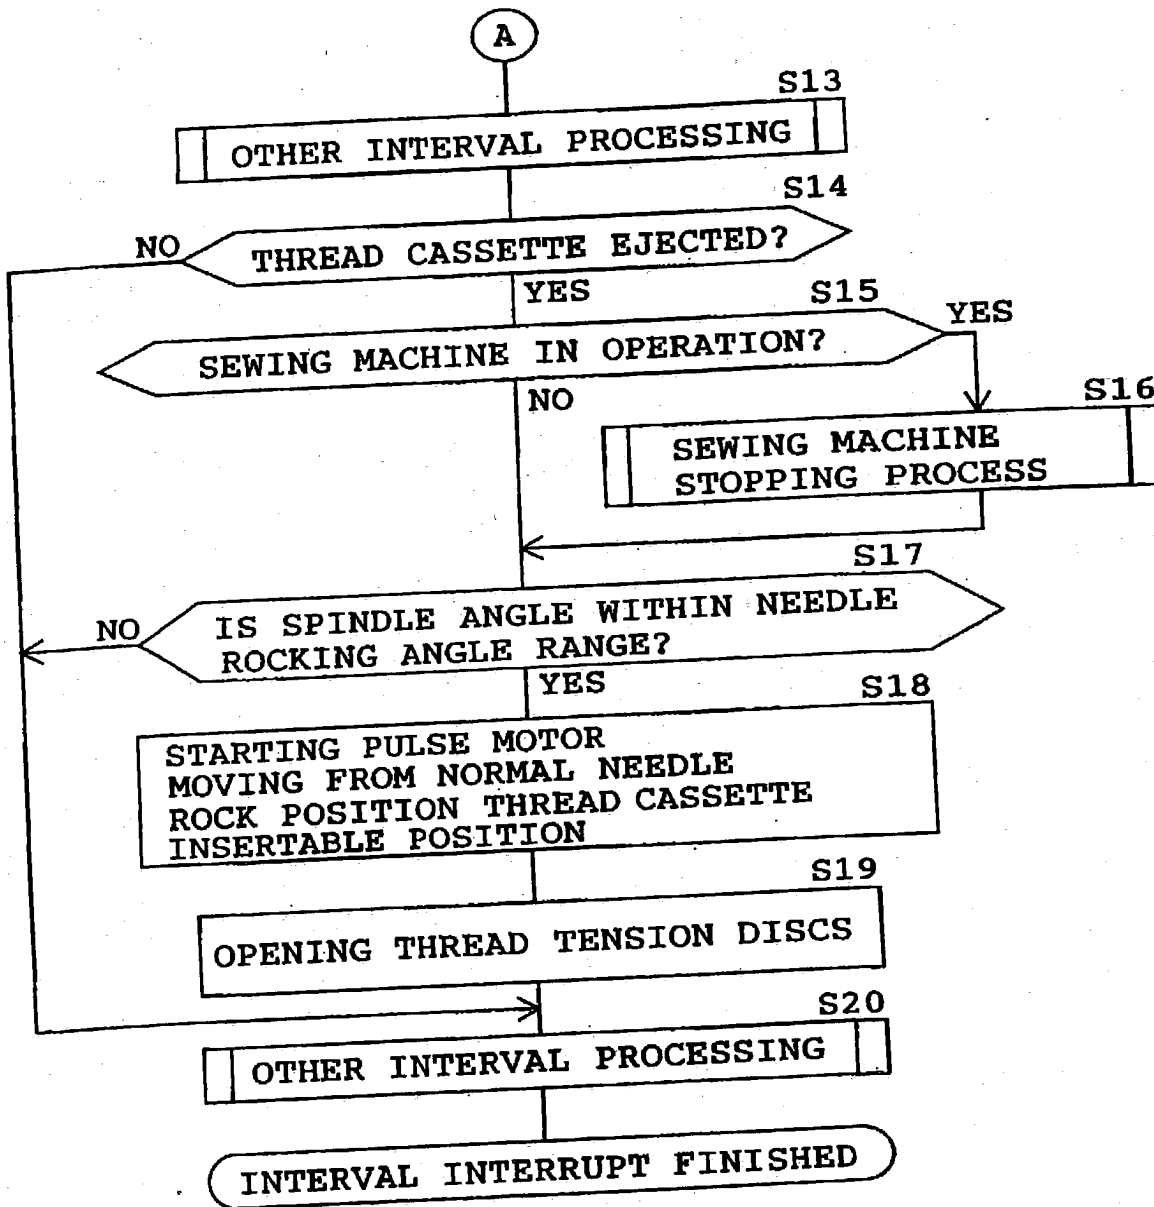 A
S13
OTHER INTERVAL PROCESSING
S14
NO
THREAD CASSETTE EJECTED?
YES
S15
YES
SEWING MACHINE IN OPERATION?
NO
S16
SEWING MACHINE
STOPPING PROCESS
S17
NO
IS SPINDLE ANGLE WITHIN NEEDLE
ROCKING ANGLE RANGE?
YES
S18
STARTING PULSE MOTOR
MOVING FROM NORMAL NEEDLE
ROCK POSITION THREAD CASSETTE
INSERTABLE POSITION
S19
OPENING THREAD TENSION DISCS
S20
OTHER INTERVAL PROCESSING
INTERVAL INTERRUPT FINISHED